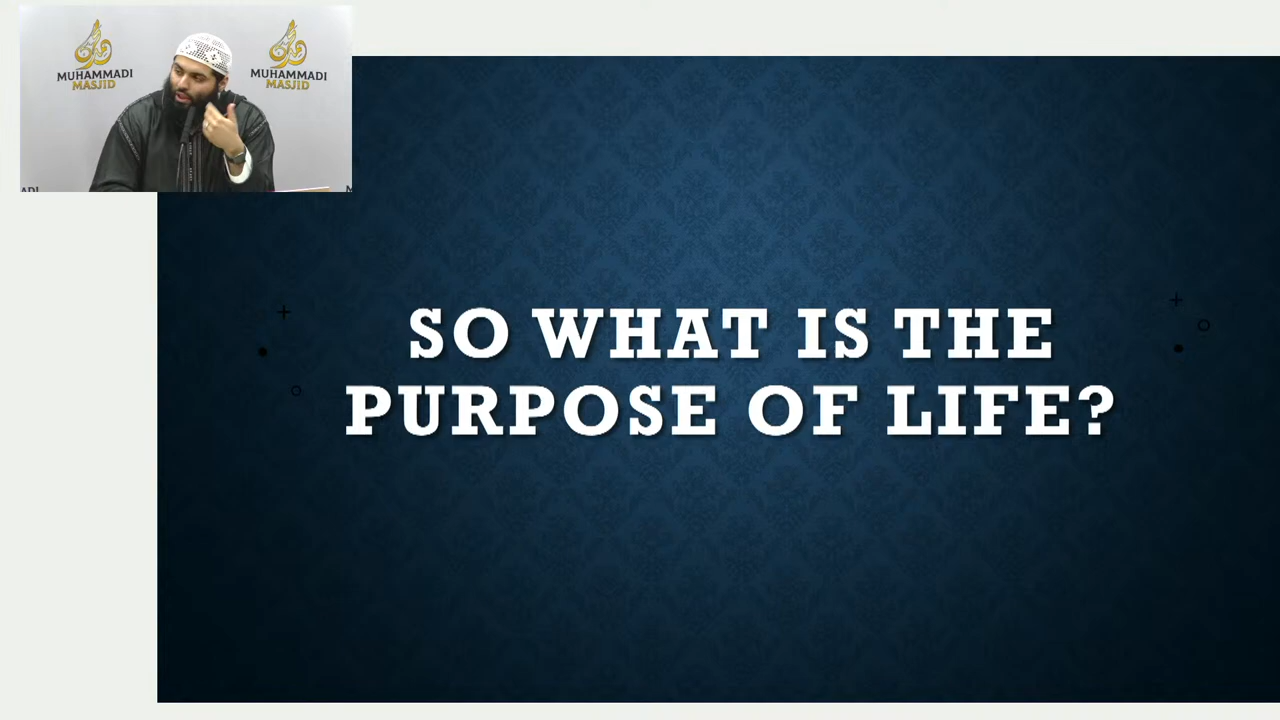 MUHAMMADI
MASJID
MUHAMMADI
MASJID
SO WHAT IS THE
PURPOSE OF LIFE?